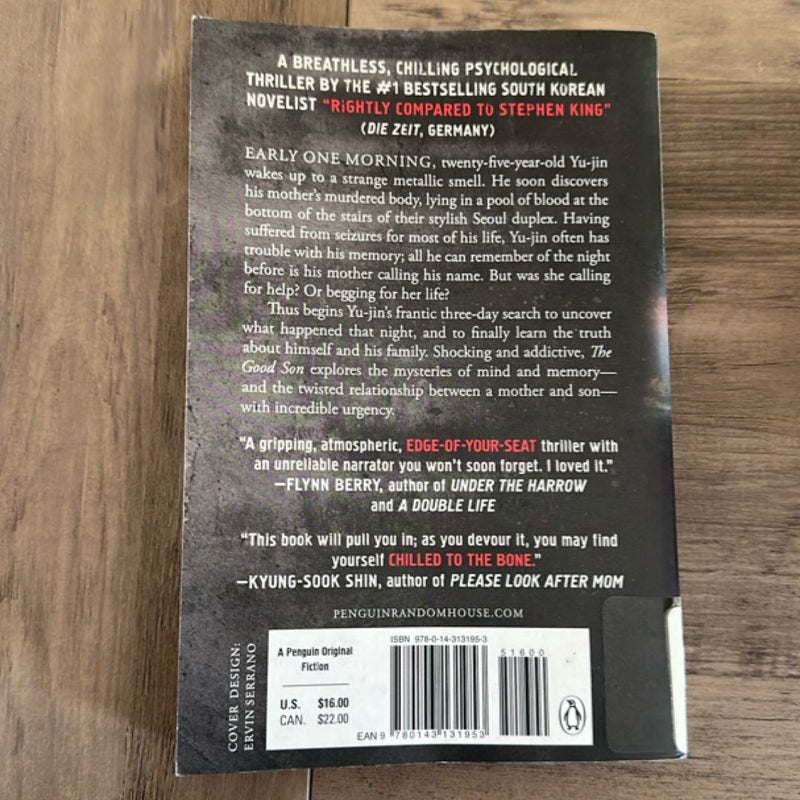 A BREATHLESS, CHILLING PSYCHOLOGICAL
THRILLER BY THE #1 BESTSELLING SOUTH KOREAN
NOVELIST "RIGHTLY COMPARED TO STEPHEN KING"
(DIE ZEIT, GERMANY)
EARLY ONE MORNING, twenty-five-year-old Yu-jin
wakes up to a strange metallic smell. He soon discovers
his mother's murdered body, lying in a pool of blood at the
bottom of the stairs of their stylish Seoul duplex. Having
suffered from seizures for most of his life, Yu-jin often has
trouble with his memory; all he can remember of the night
before is his mother calling his name. But was she calling
for help? Or begging for her life?
Thus begins Yu-jin's frantic three-day search to uncover
what happened that night, and to finally learn the truth
about himself and his family. Shocking and addictive, The
Good Son explores the mysteries of mind and memory—
and the twisted relationship between a mother and son—
with incredible urgency.
"A gripping, atmospheric, EDGE-OF-YOUR-SEAT thriller with
an unreliable narrator you won't soon forget. I loved it."
—FLYNN BERRY, author of UNDER THE HARROW
and A DOUBLE LIFE
"This book will pull you in; as you devour it, you may find
yourself CHILLED TO THE BONE."
—KYUNG-SOOK SHIN, author of PLEASE LOOK AFTER MOM
PENGUINRANDOMHOUSE.COM
COVER DESIGN:
ERVIN SERRANO
A Penguin Original
Fiction
U.S. $16.00
CAN. $22.00
ISBN 978-0-14-313195-3
51600
EAN 9 780143 131953